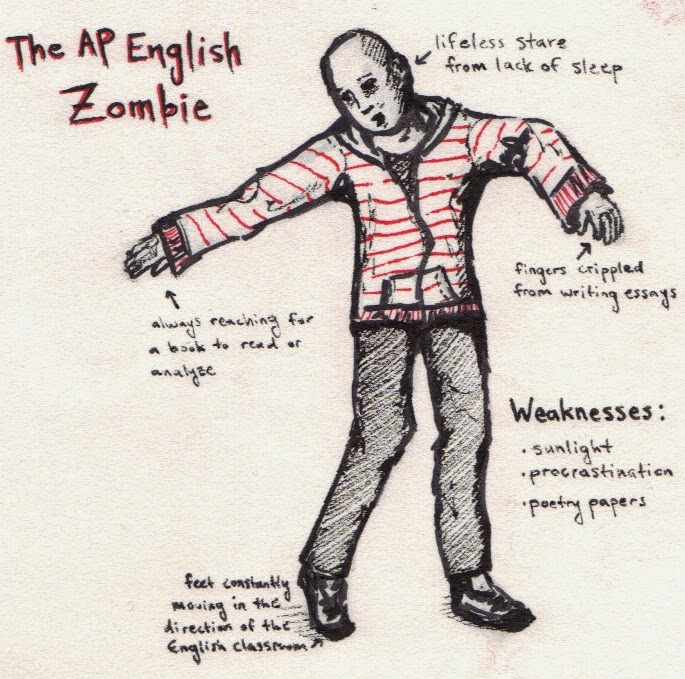 The AP English
Zombie
lifeless stare
from lack of sleep
fingers crippled
from writing essays
always reaching for
a book to read or
analyze
Weaknesses:
• sunlight
• procrastination
• poetry papers
feet constantly
moving in the
direction of the
English classroom